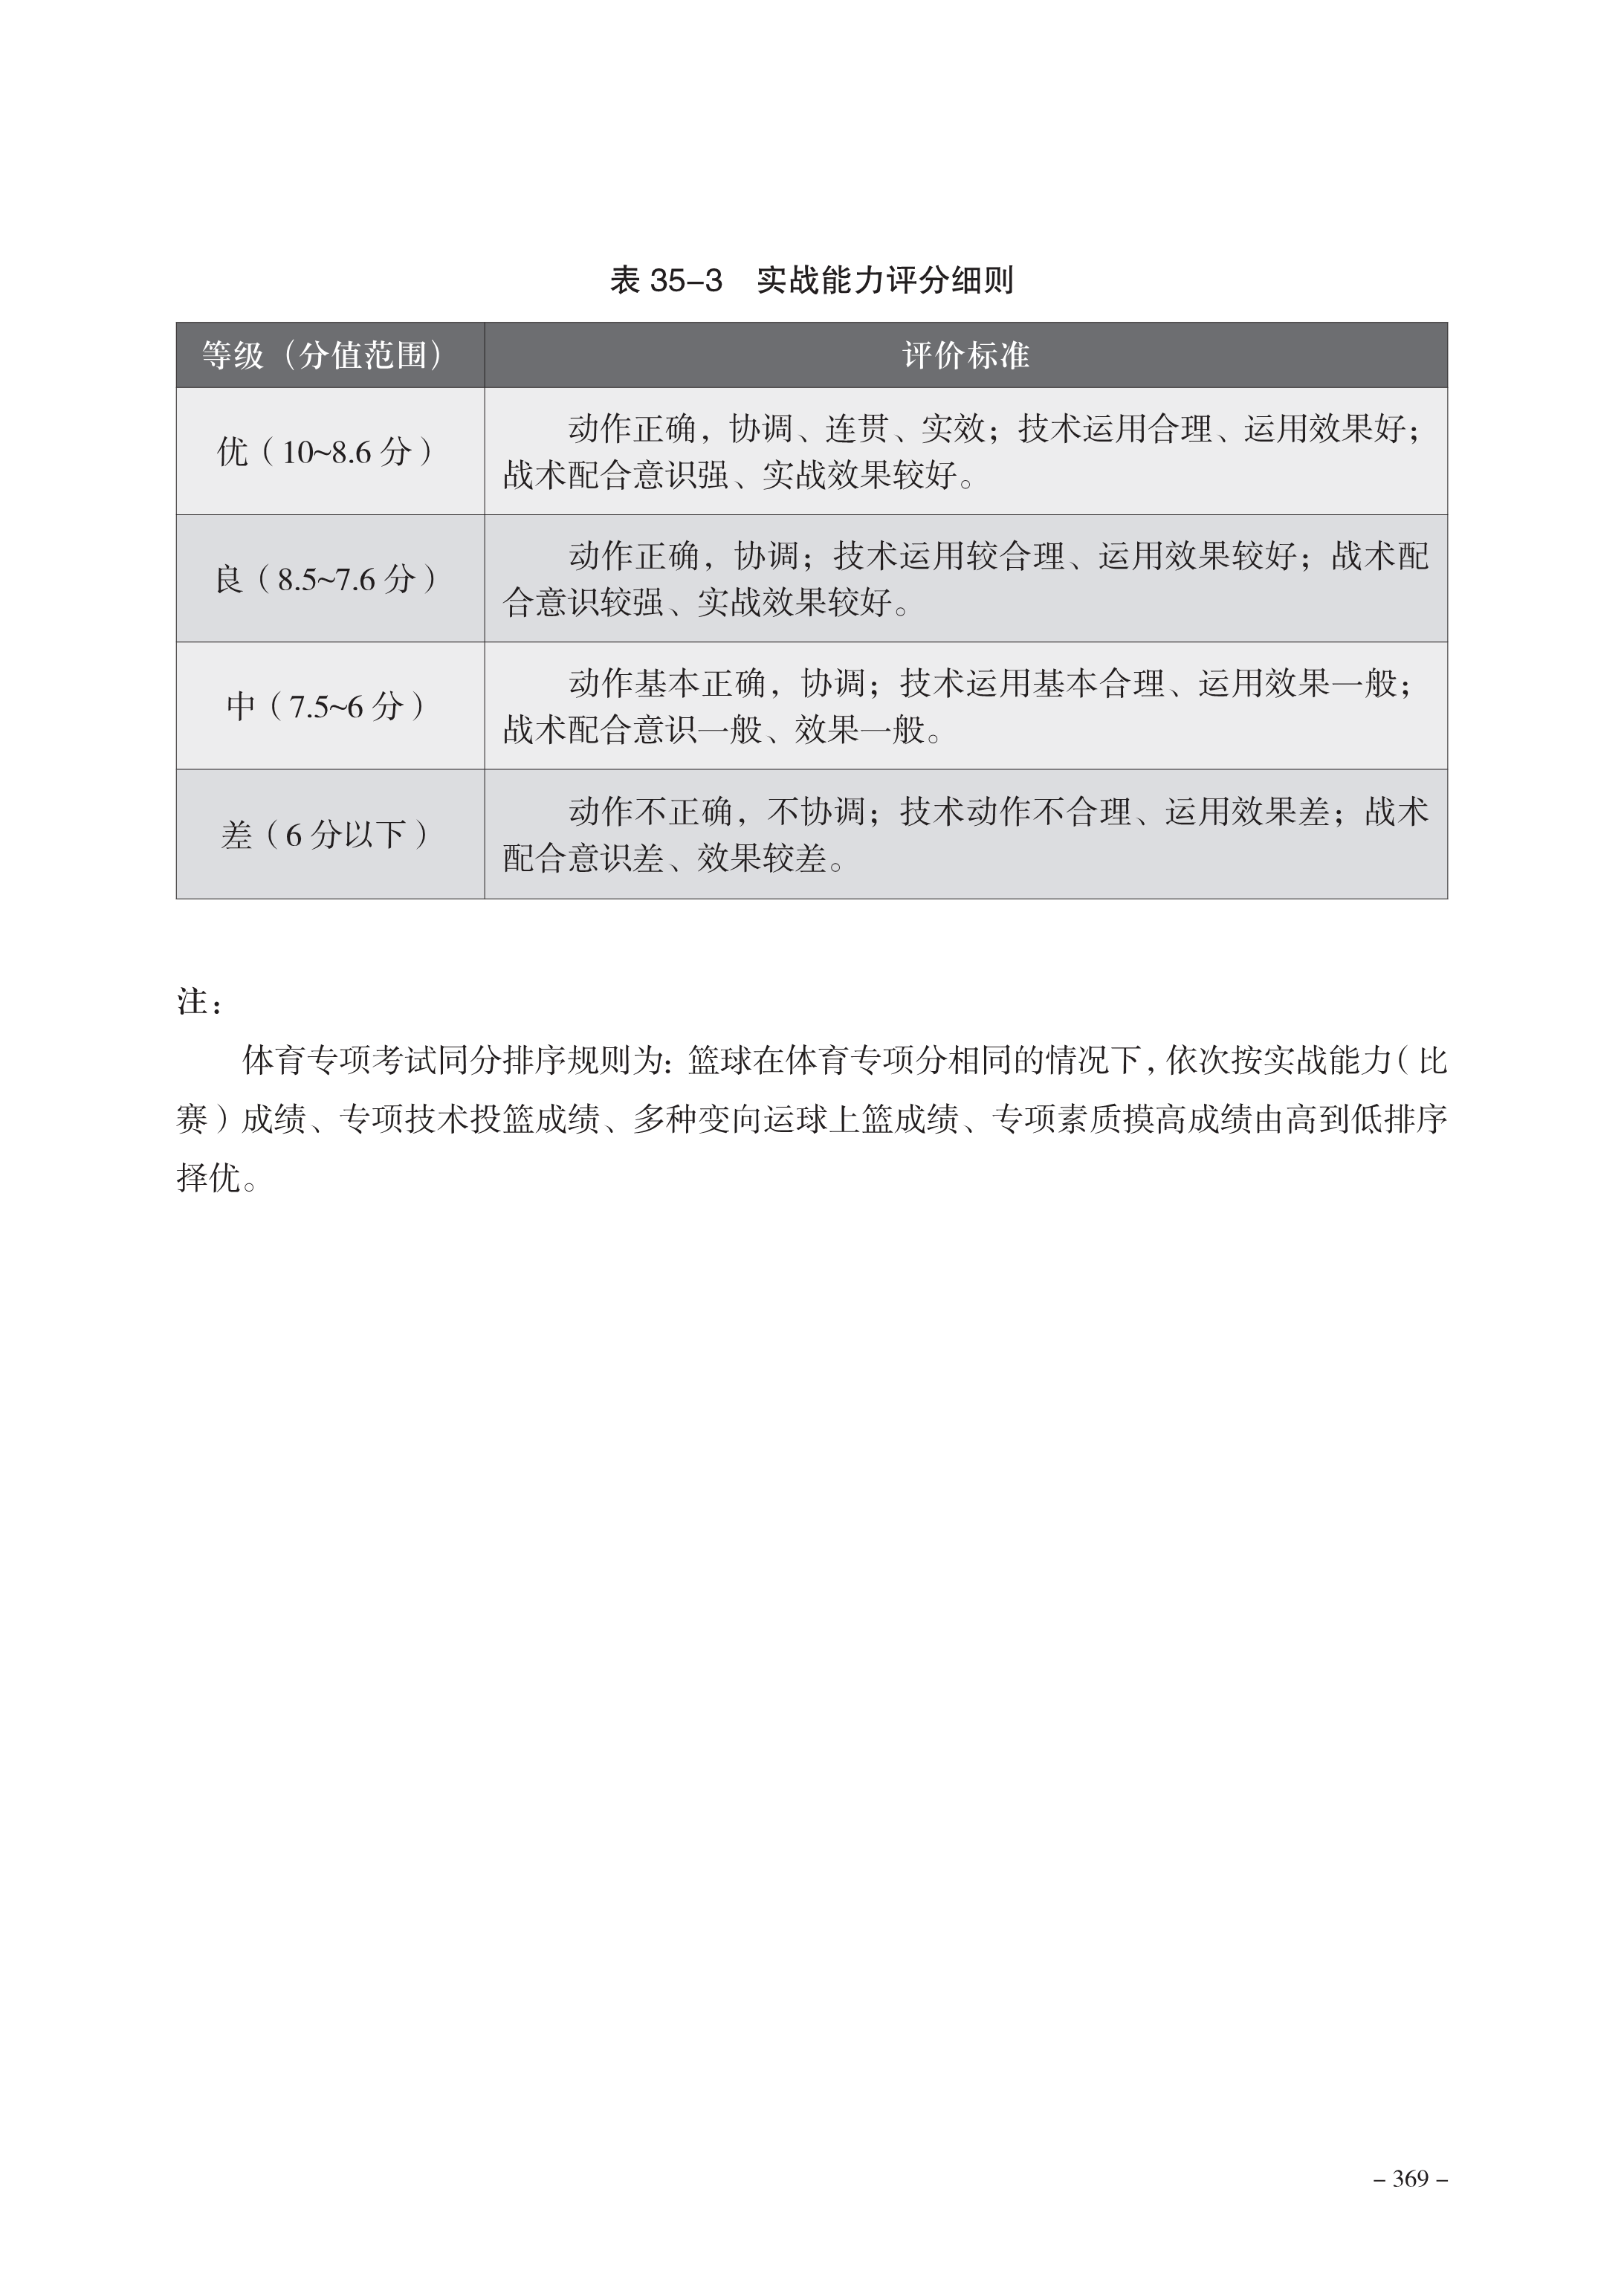 表 35–3　实战能力评分细则
等级（分值范围）
评价标准
优（10~8.6 分）
动作正确，协调、连贯、实效；技术运用合理、运用效果好；
战术配合意识强、实战效果较好。
良（8.5~7.6 分）
动作正确，协调；技术运用较合理、运用效果较好；战术配
合意识较强、实战效果较好。
中（7.5~6 分）
动作基本正确，协调；技术运用基本合理、运用效果一般；
战术配合意识一般、效果一般。
差（6 分以下）
动作不正确，不协调；技术动作不合理、运用效果差；战术
配合意识差、效果较差。
注：
体育专项考试同分排序规则为：篮球在体育专项分相同的情况下，依次按实战能力（比
赛）成绩、专项技术投篮成绩、多种变向运球上篮成绩、专项素质摸高成绩由高到低排序
择优。
– 369 –